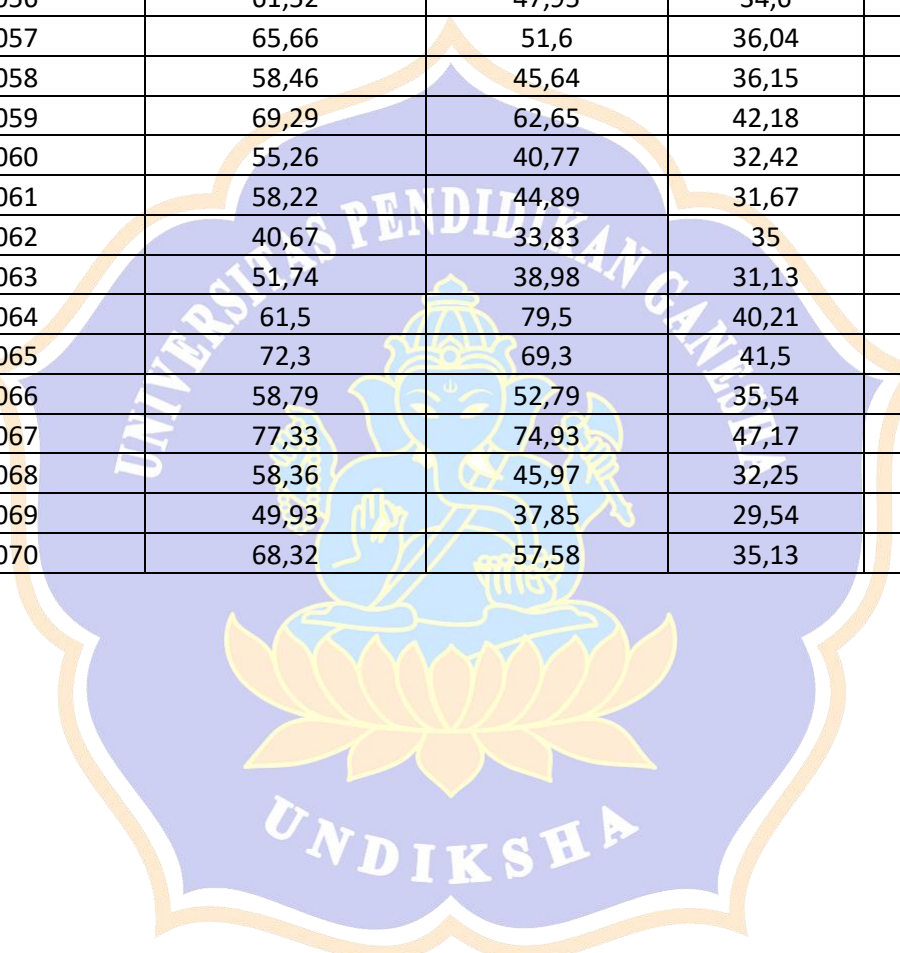 057 65,66 51,6 36,04
058 58,46 45,64 36,15
059 69,29 62,65 42,18
060 55,26 40,77 32,42
061 58,22 44,89 31,67
062 40,67 33,83 35
063 51,74 38,98 31,13
064 61,5 79,5 40,21
065 72,3 69,3 41,5
066 58,79 52,79 35,54
067 77,33 74,93 47,17
068 58,36 45,97 32,25
069 49,93 37,85 29,54
070 68,32 57,58 35,13
UNIVERSITAS PENDIDIKAN GANESHA
UNDIKSHA